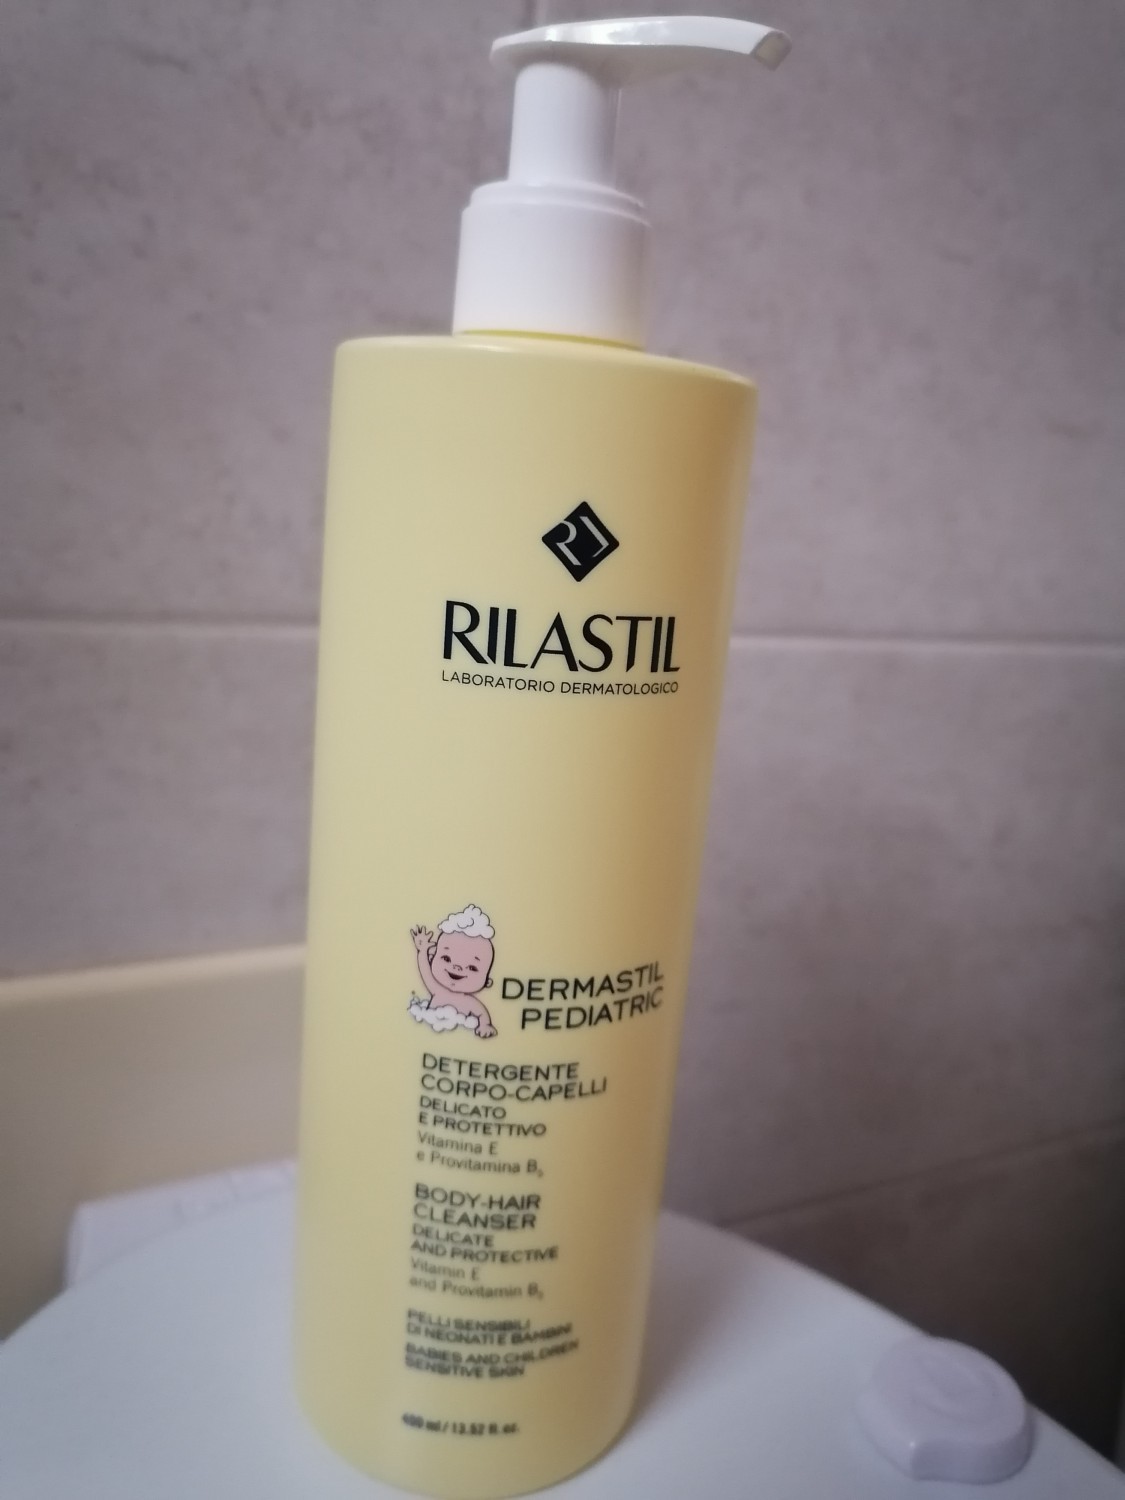 RILASTIL
LABORATORIO DERMATOLOGICO
DERMASTIL
PEDIATRIC
DETERGENTE
CORPO-CAPELLI
DELICATO
E PROTETTIVO
Vitamina E
e Provitamina B₅
BODY-HAIR
CLEANSER
DELICATE
AND PROTECTIVE
Vitamin E
and Provitamin B₅
PELLI SENSIBILI
DI NEONATI E BAMBINI
BABIES AND CHILDREN
SENSITIVE SKIN
400 ml / 13.52 fl. oz.